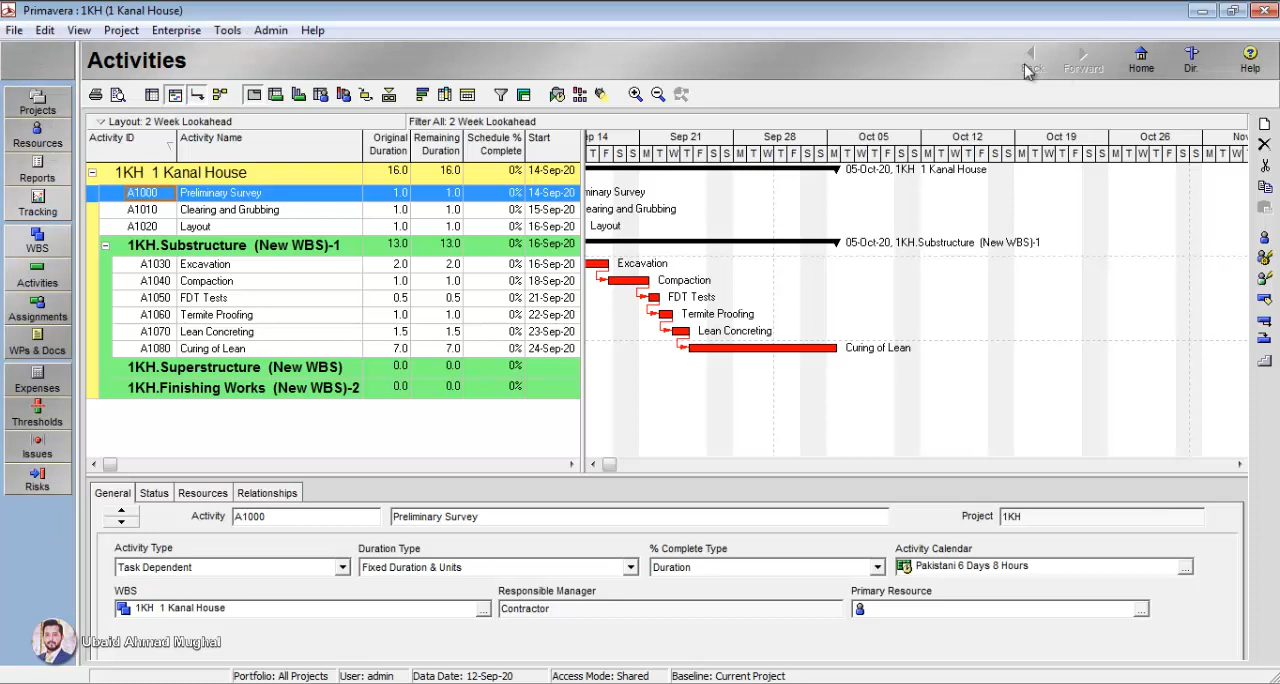 Primavera : 1KH (1 Kanal House)
File Edit View Project Enterprise Tools Admin Help
Activities
Back Forward Home Dir. Help
Projects
Resources
Reports
Tracking
WBS
Activities
Assignments
WPs & Docs
Expenses
Thresholds
Issues
Risks
Layout: 2 Week Lookahead Filter All: 2 Week Lookahead
Activity ID Activity Name Original Duration Remaining Duration Schedule % Complete Start
1KH 1 Kanal House 16.0 16.0 0% 14-Sep-20
A1000 Preliminary Survey 1.0 1.0 0% 14-Sep-20
A1010 Clearing and Grubbing 1.0 1.0 0% 15-Sep-20
A1020 Layout 1.0 1.0 0% 16-Sep-20
1KH.Substructure (New WBS)-1 13.0 13.0 0% 16-Sep-20
A1030 Excavation 2.0 2.0 0% 16-Sep-20
A1040 Compaction 1.0 1.0 0% 18-Sep-20
A1050 FDT Tests 0.5 0.5 0% 21-Sep-20
A1060 Termite Proofing 1.0 1.0 0% 22-Sep-20
A1070 Lean Concreting 1.5 1.5 0% 23-Sep-20
A1080 Curing of Lean 7.0 7.0 0% 24-Sep-20
1KH.Superstructure (New WBS) 0.0 0.0 0%
1KH.Finishing Works (New WBS)-2 0.0 0.0 0%
p 14 Sep 21 Sep 28 Oct 05 Oct 12 Oct 19 Oct 26 Nov
T F S S M T W T F S S M T W T F S S M T W T F S S M T W T F S S M T W T F S S M T W T F S S M T W
05-Oct-20, 1KH 1 Kanal House
minary Survey
earing and Grubbing
Layout
05-Oct-20, 1KH.Substructure (New WBS)-1
Excavation
Compaction
FDT Tests
Termite Proofing
Lean Concreting
Curing of Lean
General Status Resources Relationships
Activity A1000 Preliminary Survey Project 1KH
Activity Type Duration Type % Complete Type Activity Calendar
Task Dependent Fixed Duration & Units Duration Pakistani 6 Days 8 Hours ...
WBS Responsible Manager Primary Resource
1KH 1 Kanal House ... Contractor ...
Ubaid Ahmad Mughal
Portfolio: All Projects User: admin Data Date: 12-Sep-20 Access Mode: Shared Baseline: Current Project